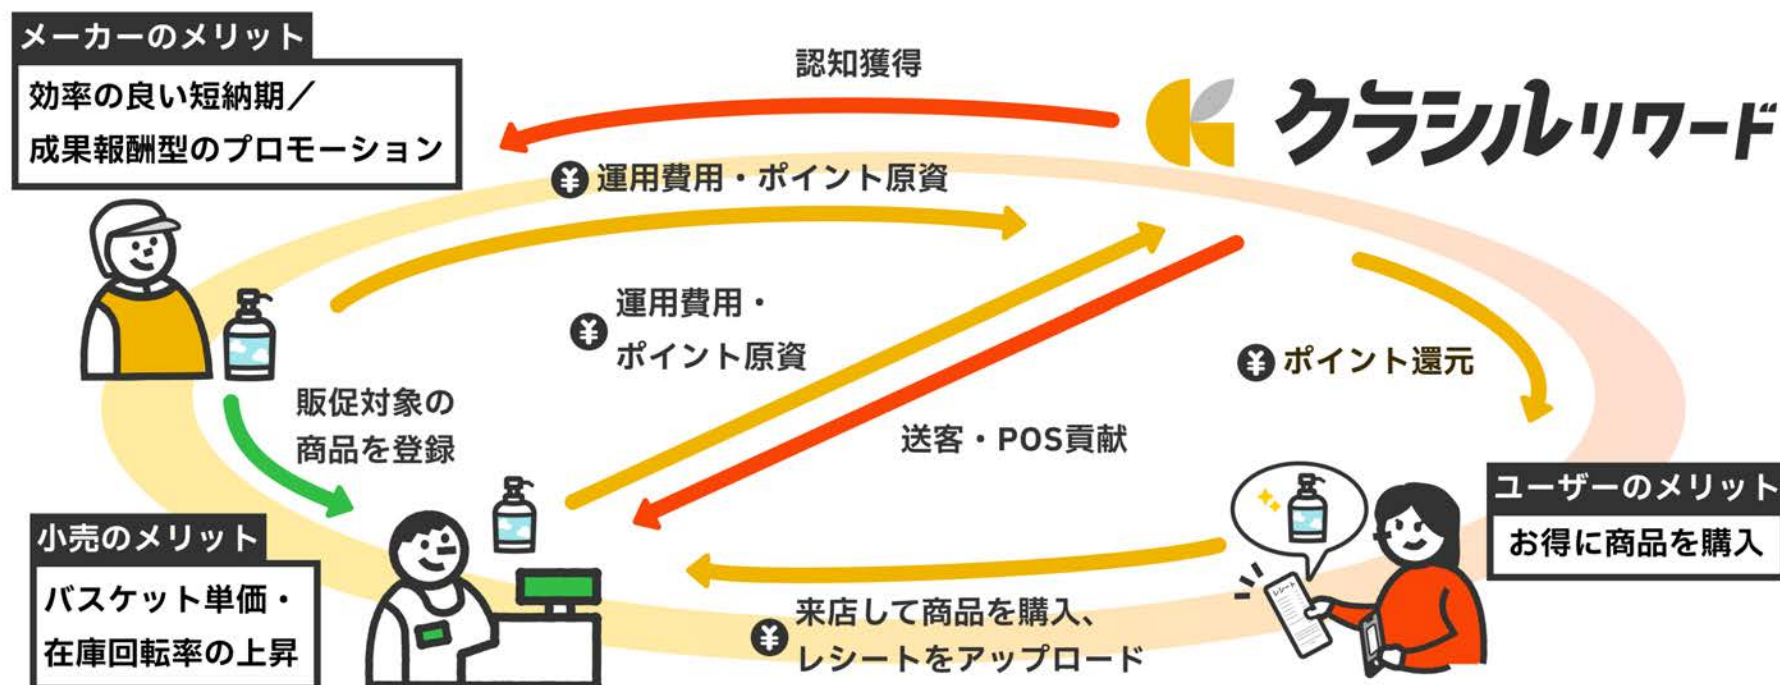 メーカーのメリット
効率の良い短納期／
成果報酬型のプロモーション
認知獲得
クラシルリワード
¥ 運用費用・ポイント原資
¥ 運用費用・
ポイント原資
¥ ポイント還元
販促対象の
商品を登録
送客・POS貢献
小売のメリット
バスケット単価・
在庫回転率の上昇
ユーザーのメリット
お得に商品を購入
レシート
¥ 来店して商品を購入、
レシートをアップロード